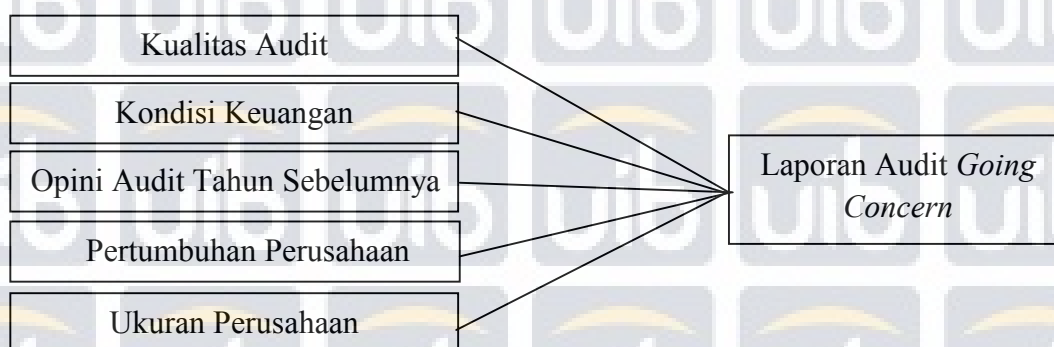 Kualitas Audit
Kondisi Keuangan
Opini Audit Tahun Sebelumnya
Pertumbuhan Perusahaan
Ukuran Perusahaan
Laporan Audit Going
Concern